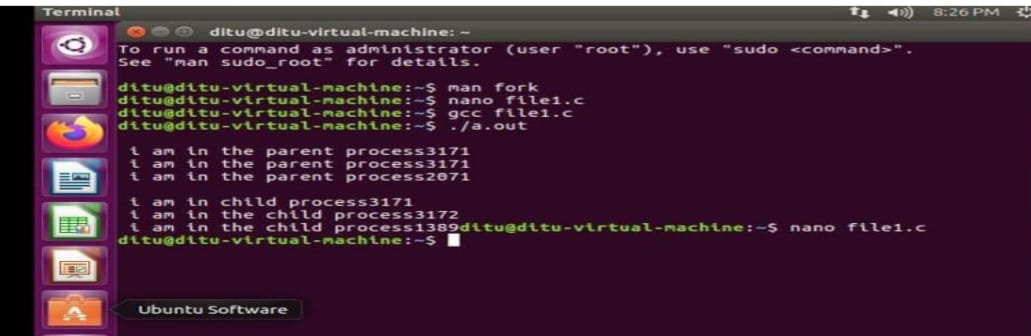 Terminal
8:26 PM
ditu@ditu-virtual-machine: ~
To run a command as administrator (user "root"), use "sudo <command>".
See "man sudo_root" for details.
ditu@ditu-virtual-machine:~$ man fork
ditu@ditu-virtual-machine:~$ nano file1.c
ditu@ditu-virtual-machine:~$ gcc file1.c
ditu@ditu-virtual-machine:~$ ./a.out
i am in the parent process3171
i am in the parent process3171
i am in the parent process2071
i am in child process3171
i am in the child process3172
i am in the child process1389ditu@ditu-virtual-machine:~$ nano file1.c
ditu@ditu-virtual-machine:~$
Ubuntu Software